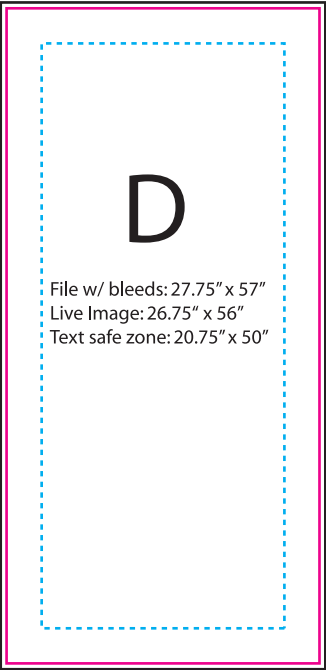 D
File w/ bleeds: 27.75” x 57”
Live Image: 26.75“ x 56”
Text safe zone: 20.75” x 50”